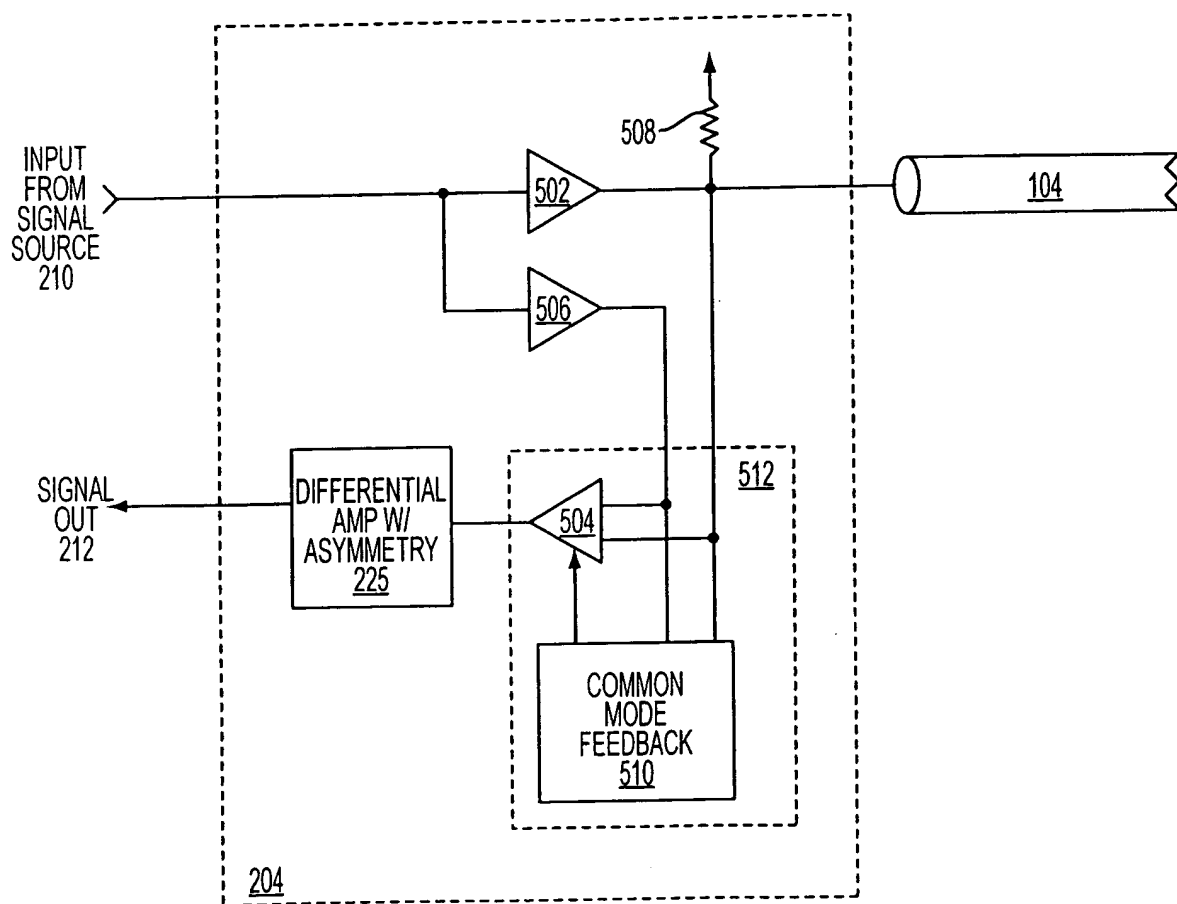 508
INPUT
FROM
SIGNAL
SOURCE
210
502
104
506
512
SIGNAL
OUT
212
DIFFERENTIAL
AMP W/
ASYMMETRY
225
504
COMMON
MODE
FEEDBACK
510
204